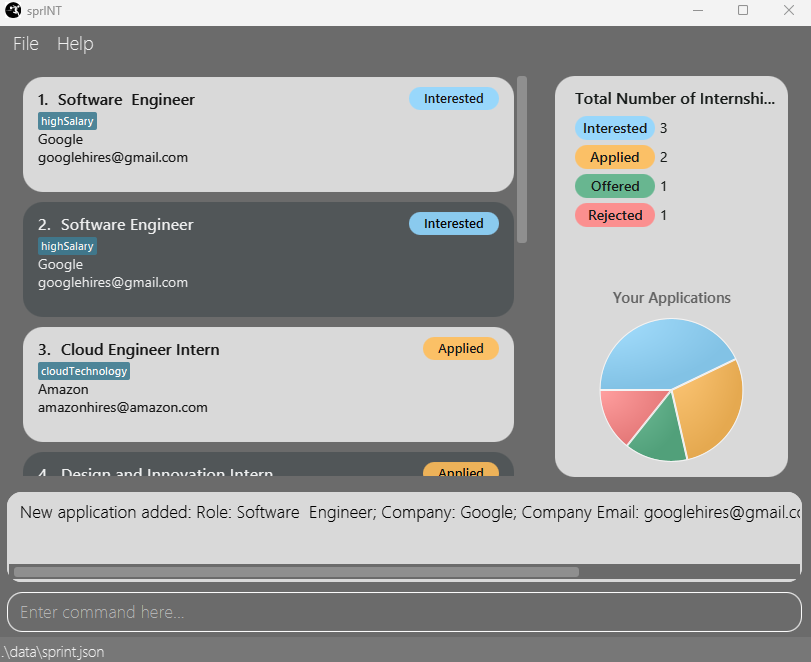 sprINT
File Help
1. Software  Engineer
Interested
highSalary
Google
googlehires@gmail.com
2. Software Engineer
Interested
highSalary
Google
googlehires@gmail.com
3. Cloud Engineer Intern
Applied
cloudTechnology
Amazon
amazonhires@amazon.com
4. Design and Innovation Intern
Applied
Total Number of Internshi...
Interested 3
Applied 2
Offered 1
Rejected 1
Your Applications
New application added: Role: Software  Engineer; Company: Google; Company Email: googlehires@gmail.co
Enter command here...
.\data\sprint.json